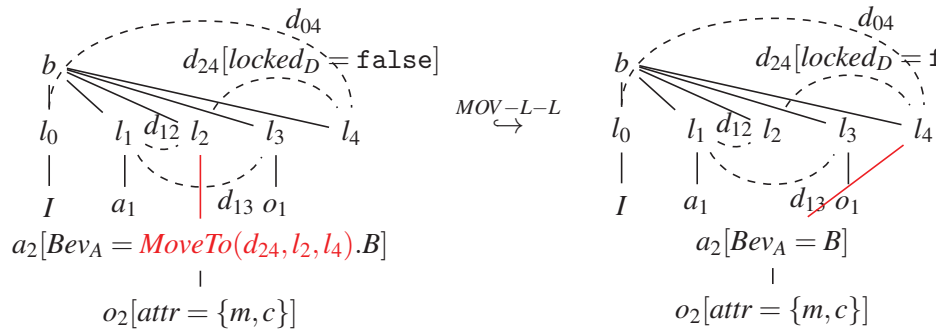 d04 d04
b d24[lockedD = false] d24[lockedD = f
MOV−L−L
↪
l0 l1 d12 l2 l3 l4 l0 l1 d12 l2 l3 l4
I a1 d13 o1 I a1 d13 o1
a2[BevA = MoveTo(d24, l2, l4).B] a2[BevA = B]
o2[attr = {m, c}] o2[attr = {m, c}]